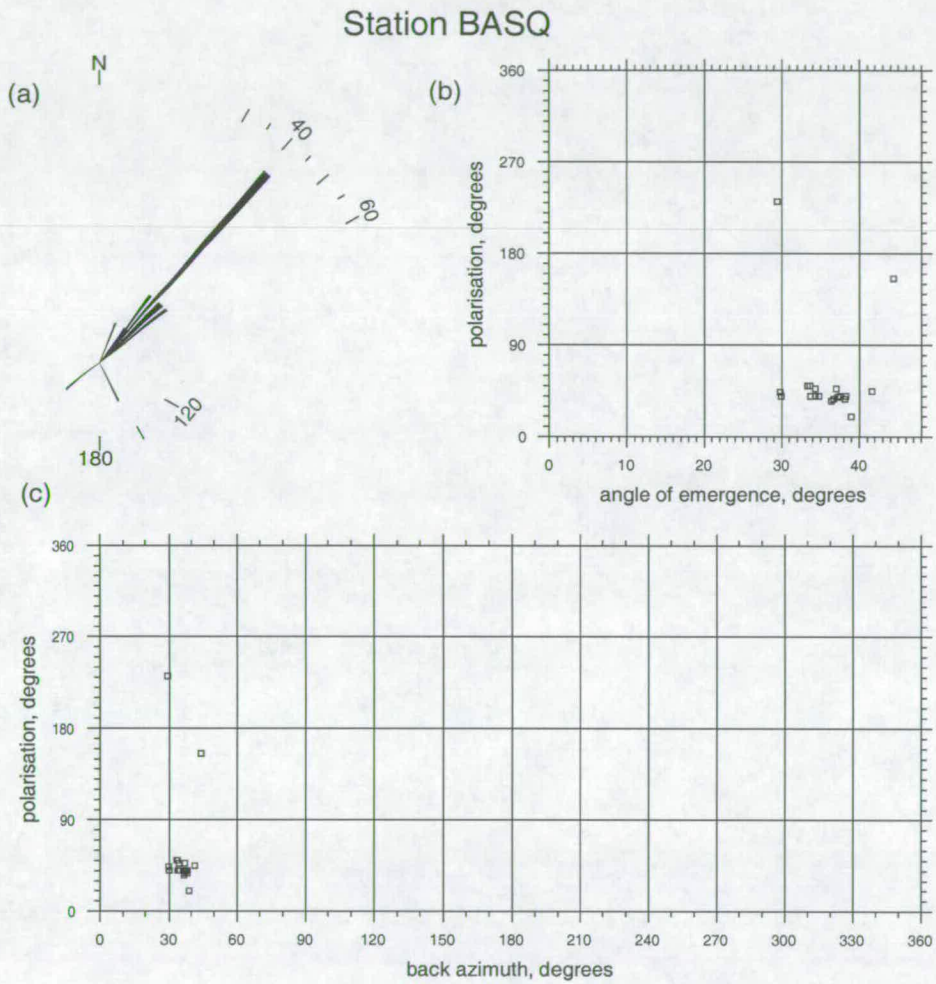 Station BASQ
(a)
N
40
60
120
180
(b)
polarisation, degrees
360
270
180
90
0
0 10 20 30 40
angle of emergence, degrees
(c)
polarisation, degrees
360
270
180
90
0
0 30 60 90 120 150 180 210 240 270 300 330 360
back azimuth, degrees